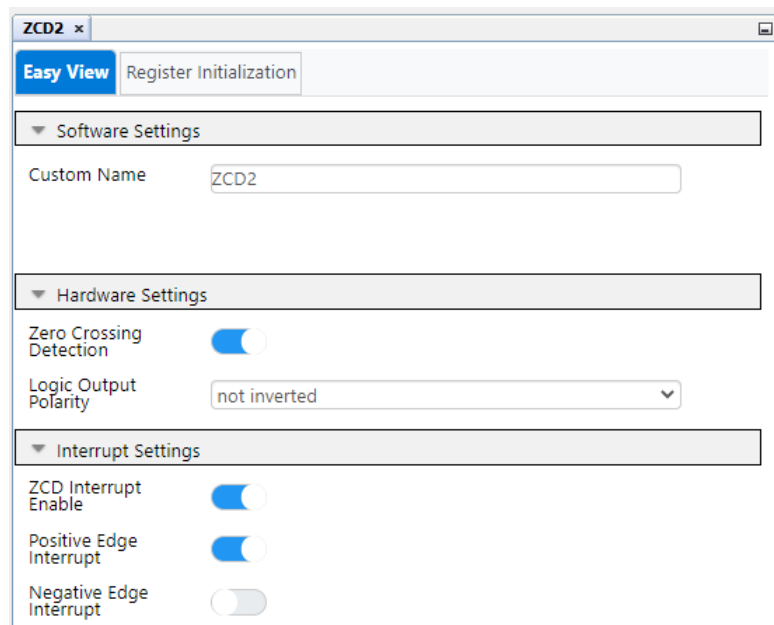 ZCD2 ×
Easy View Register Initialization
Software Settings
Custom Name ZCD2
Hardware Settings
Zero Crossing
Detection
Logic Output
Polarity
not inverted
Interrupt Settings
ZCD Interrupt
Enable
Positive Edge
Interrupt
Negative Edge
Interrupt